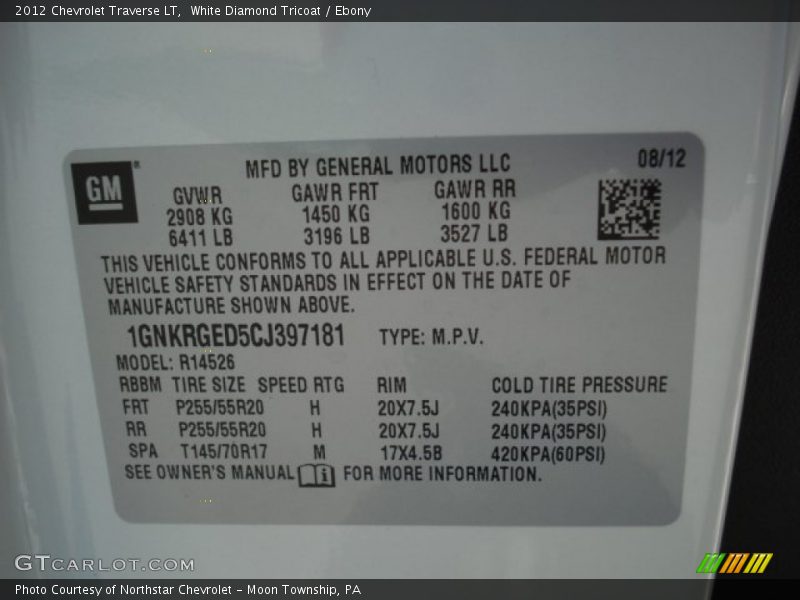 2012 Chevrolet Traverse LT, White Diamond Tricoat / Ebony
GM
MFD BY GENERAL MOTORS LLC 08/12
GVWR GAWR FRT GAWR RR
2908 KG 1450 KG 1600 KG
6411 LB 3196 LB 3527 LB
THIS VEHICLE CONFORMS TO ALL APPLICABLE U.S. FEDERAL MOTOR
VEHICLE SAFETY STANDARDS IN EFFECT ON THE DATE OF
MANUFACTURE SHOWN ABOVE.
1GNKRGED5CJ397181 TYPE: M.P.V.
MODEL: R14526
RBBM TIRE SIZE SPEED RTG RIM COLD TIRE PRESSURE
FRT P255/55R20 H 20X7.5J 240KPA(35PSI)
RR P255/55R20 H 20X7.5J 240KPA(35PSI)
SPA T145/70R17 M 17X4.5B 420KPA(60PSI)
SEE OWNER'S MANUAL i FOR MORE INFORMATION.
GTCARLOT.COM
Photo Courtesy of Northstar Chevrolet - Moon Township, PA